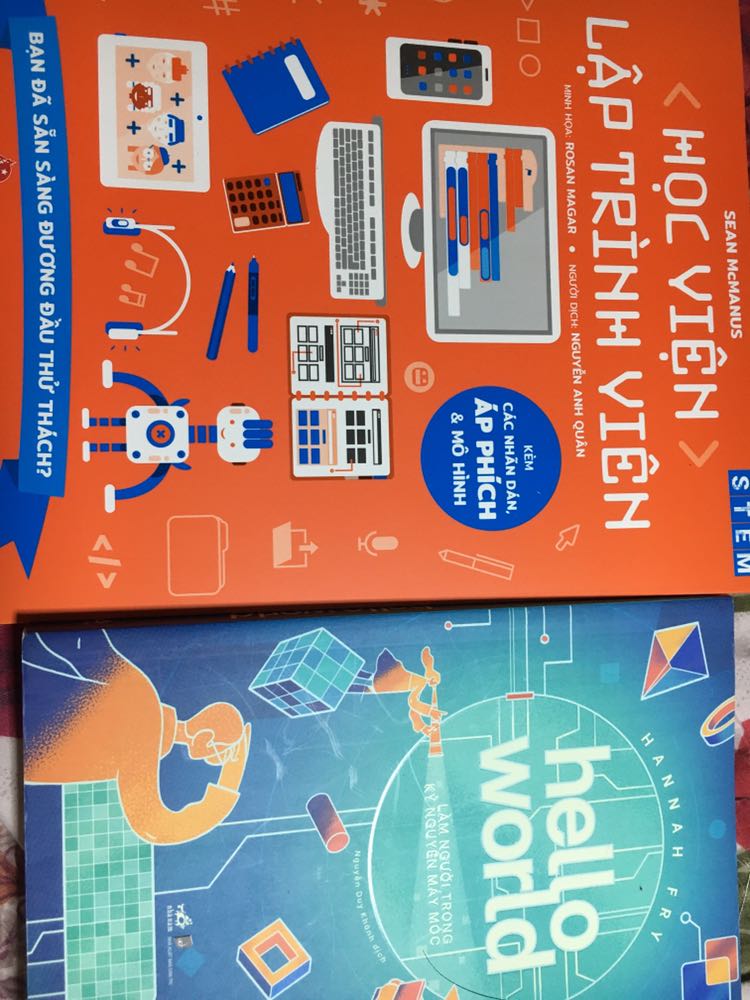 SEAN McMANUS
< HỌC VIỆN >
LẬP TRÌNH VIÊN
MINH HỌA: ROSAN MAGAR • NGƯỜI DỊCH: NGUYỄN ANH QUÂN
STEM
KÈM
CÁC NHÃN DÁN,
ÁP PHÍCH
& MÔ HÌNH
</>
BẠN ĐÃ SẴN SÀNG ĐƯƠNG ĐẦU THỬ THÁCH?
HANNAH FRY
hello
world
LÀM NGƯỜI TRONG
KỶ NGUYÊN MÁY MÓC
Nguyễn Duy Khánh dịch